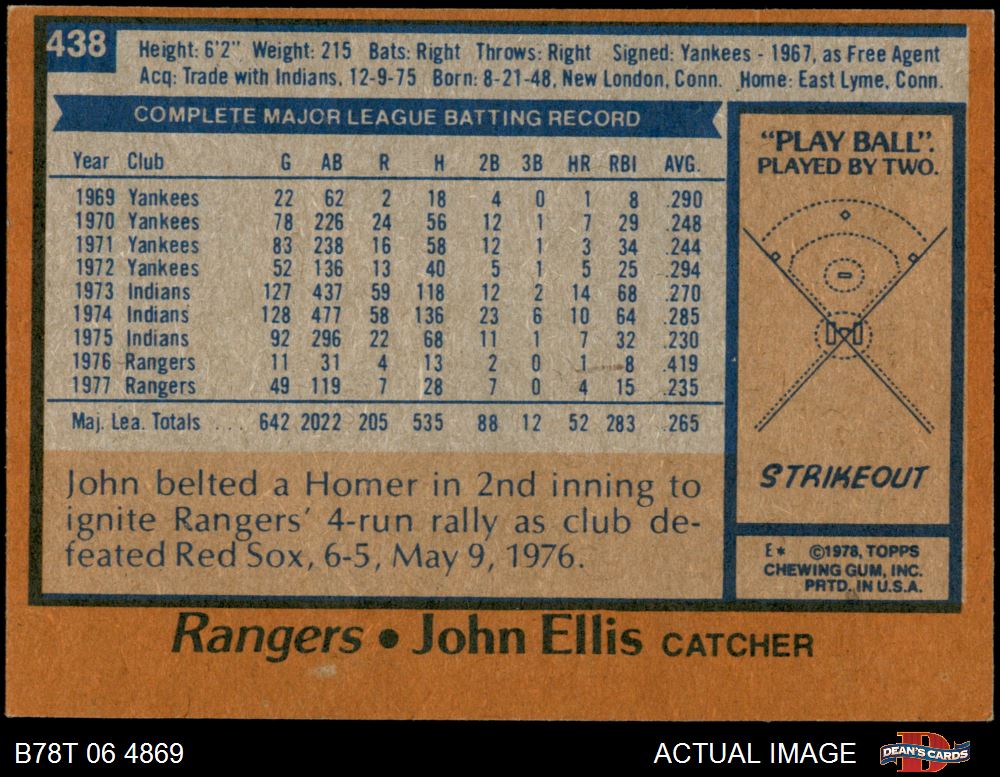 438
Height: 6'2" Weight: 215 Bats: Right Throws: Right Signed: Yankees - 1967, as Free Agent
Acq: Trade with Indians, 12-9-75 Born: 8-21-48, New London, Conn. Home: East Lyme, Conn.
COMPLETE MAJOR LEAGUE BATTING RECORD
Year Club G AB R H 2B 3B HR RBI AVG.
1969 Yankees 22 62 2 18 4 0 1 8 .290
1970 Yankees 78 226 24 56 12 1 7 29 .248
1971 Yankees 83 238 16 58 12 1 3 34 .244
1972 Yankees 52 136 13 40 5 1 5 25 .294
1973 Indians 127 437 59 118 12 2 14 68 .270
1974 Indians 128 477 58 136 23 6 10 64 .285
1975 Indians 92 296 22 68 11 1 7 32 .230
1976 Rangers 11 31 4 13 2 0 1 8 .419
1977 Rangers 49 119 7 28 7 0 4 15 .235
Maj. Lea. Totals . . . 642 2022 205 535 88 12 52 283 .265
John belted a Homer in 2nd inning to
ignite Rangers' 4-run rally as club de-
feated Red Sox, 6-5, May 9, 1976.
"PLAY BALL".
PLAYED BY TWO.
STRIKEOUT
E* ©1978, TOPPS
CHEWING GUM, INC.
PRTD. IN U.S.A.
Rangers • John Ellis CATCHER
B78T 06 4869
ACTUAL IMAGE
DEAN'S CARDS